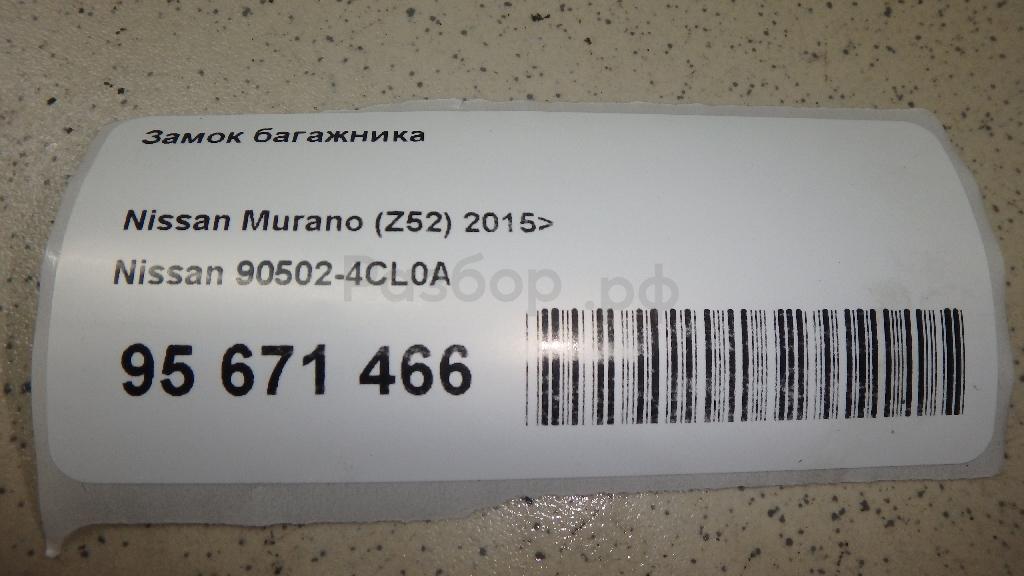 Замок багажника
Nissan Murano (Z52) 2015>
Nissan 90502-4CL0A
Разбор.рф
95 671 466